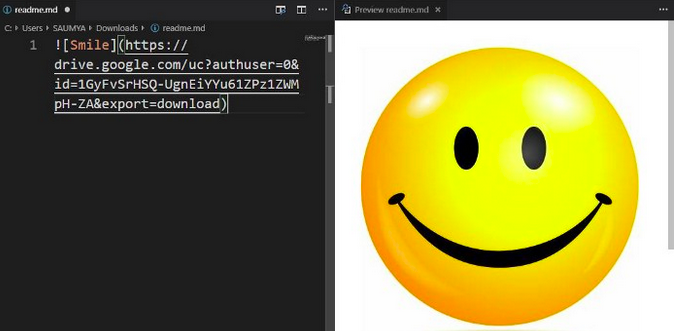 readme.md
Preview readme.md
C: > Users > SAUMYA > Downloads > readme.md
1 ![Smile](https://
drive.google.com/uc?authuser=0&
id=1GyFvSrHSQ-UgnEiYYu61ZPz1ZWM
pH-ZA&export=download)